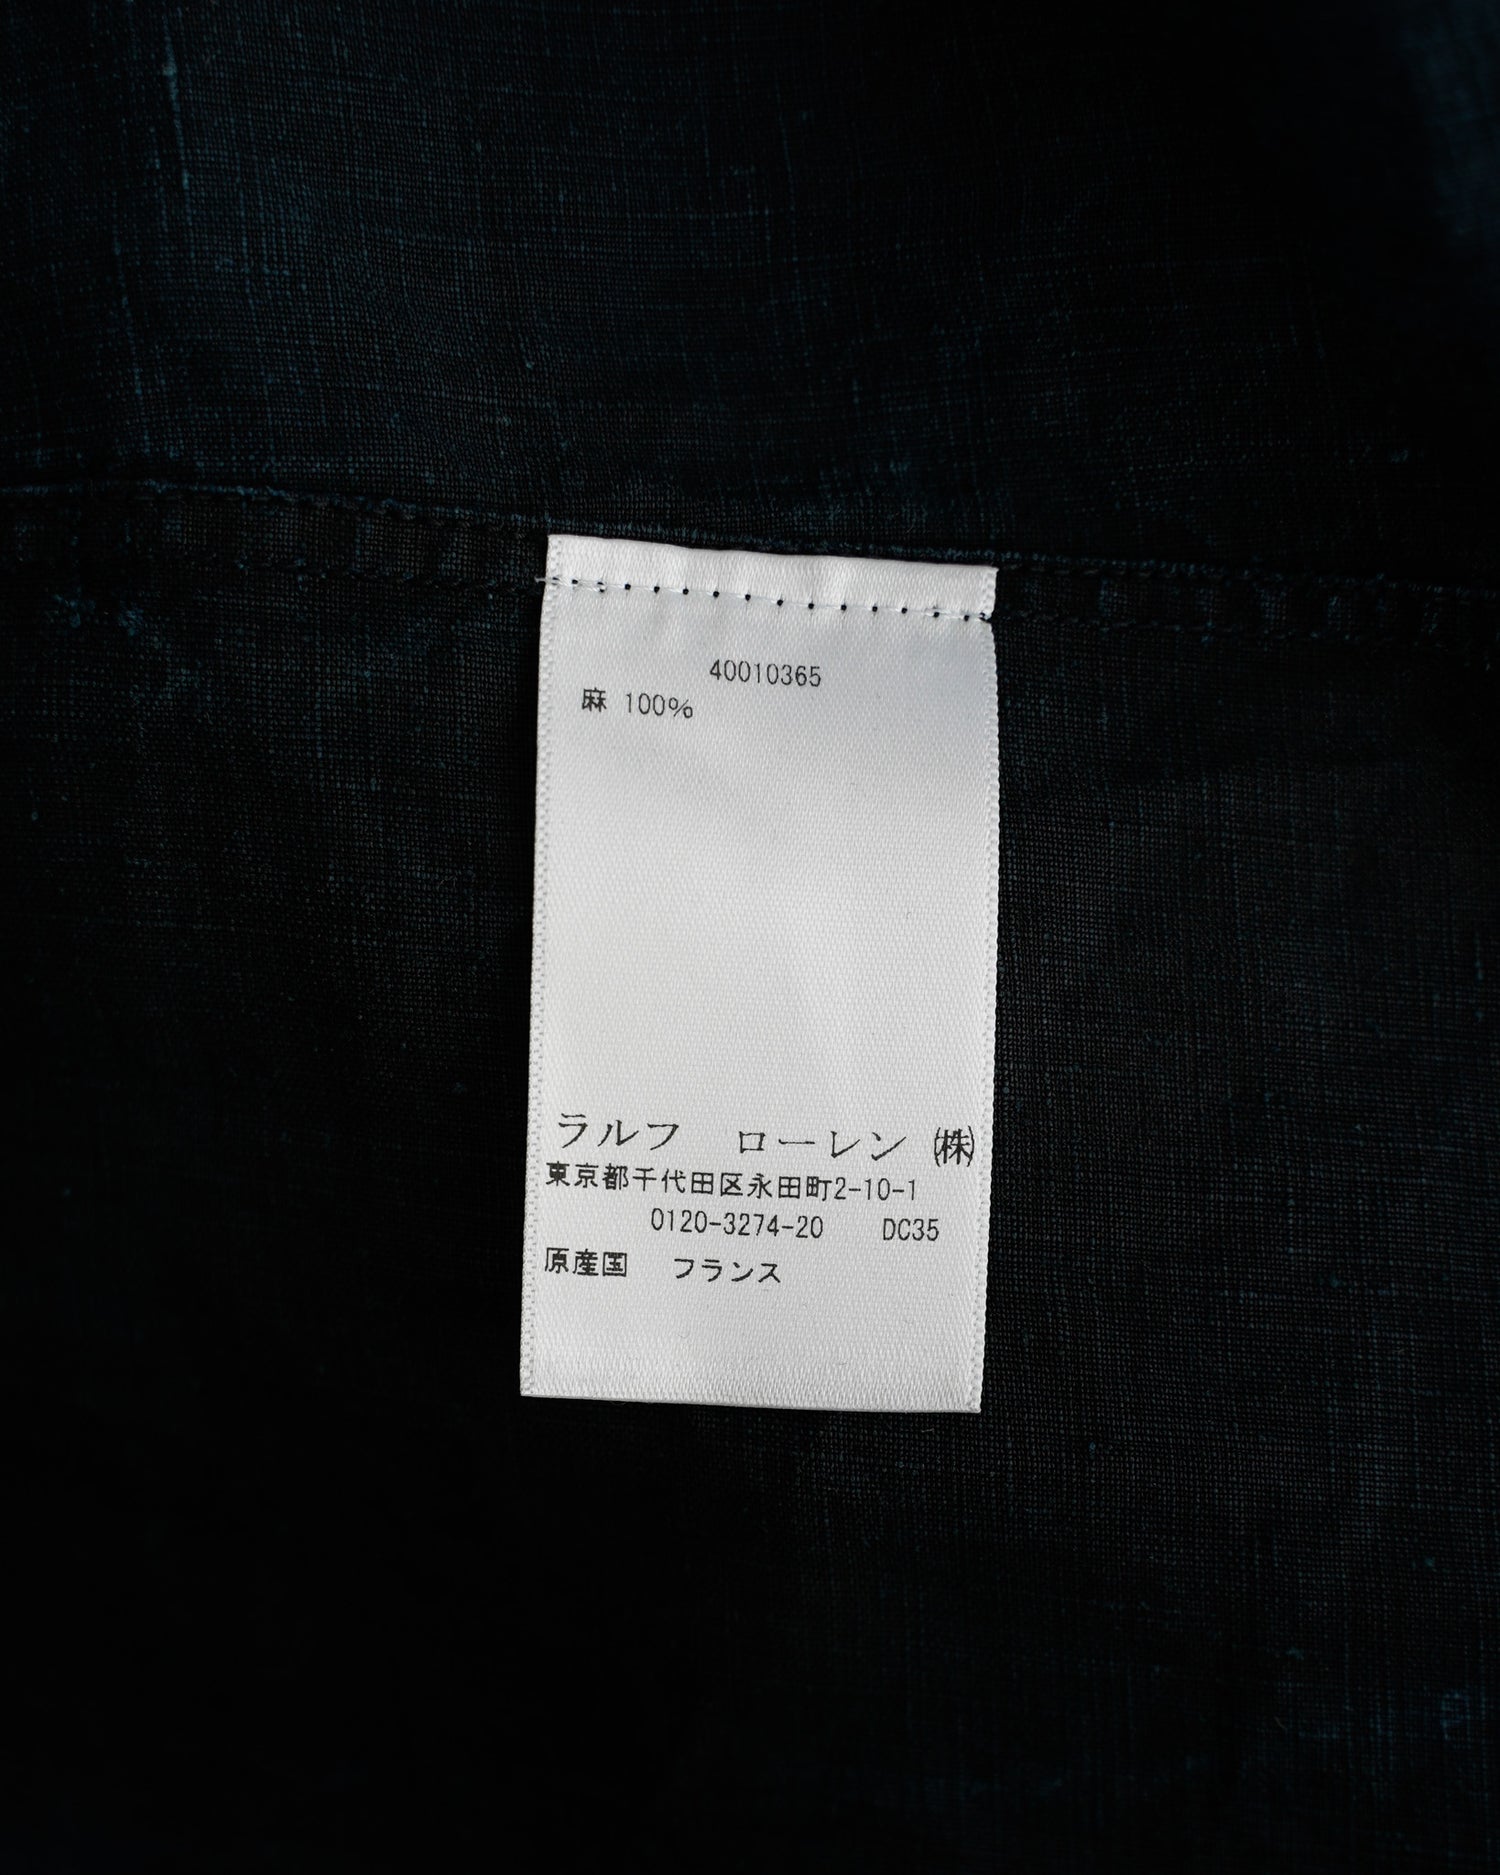 40010365
麻 100%
ラルフ ローレン ㈱
東京都千代田区永田町2-10-1
0120-3274-20 DC35
原産国 フランス